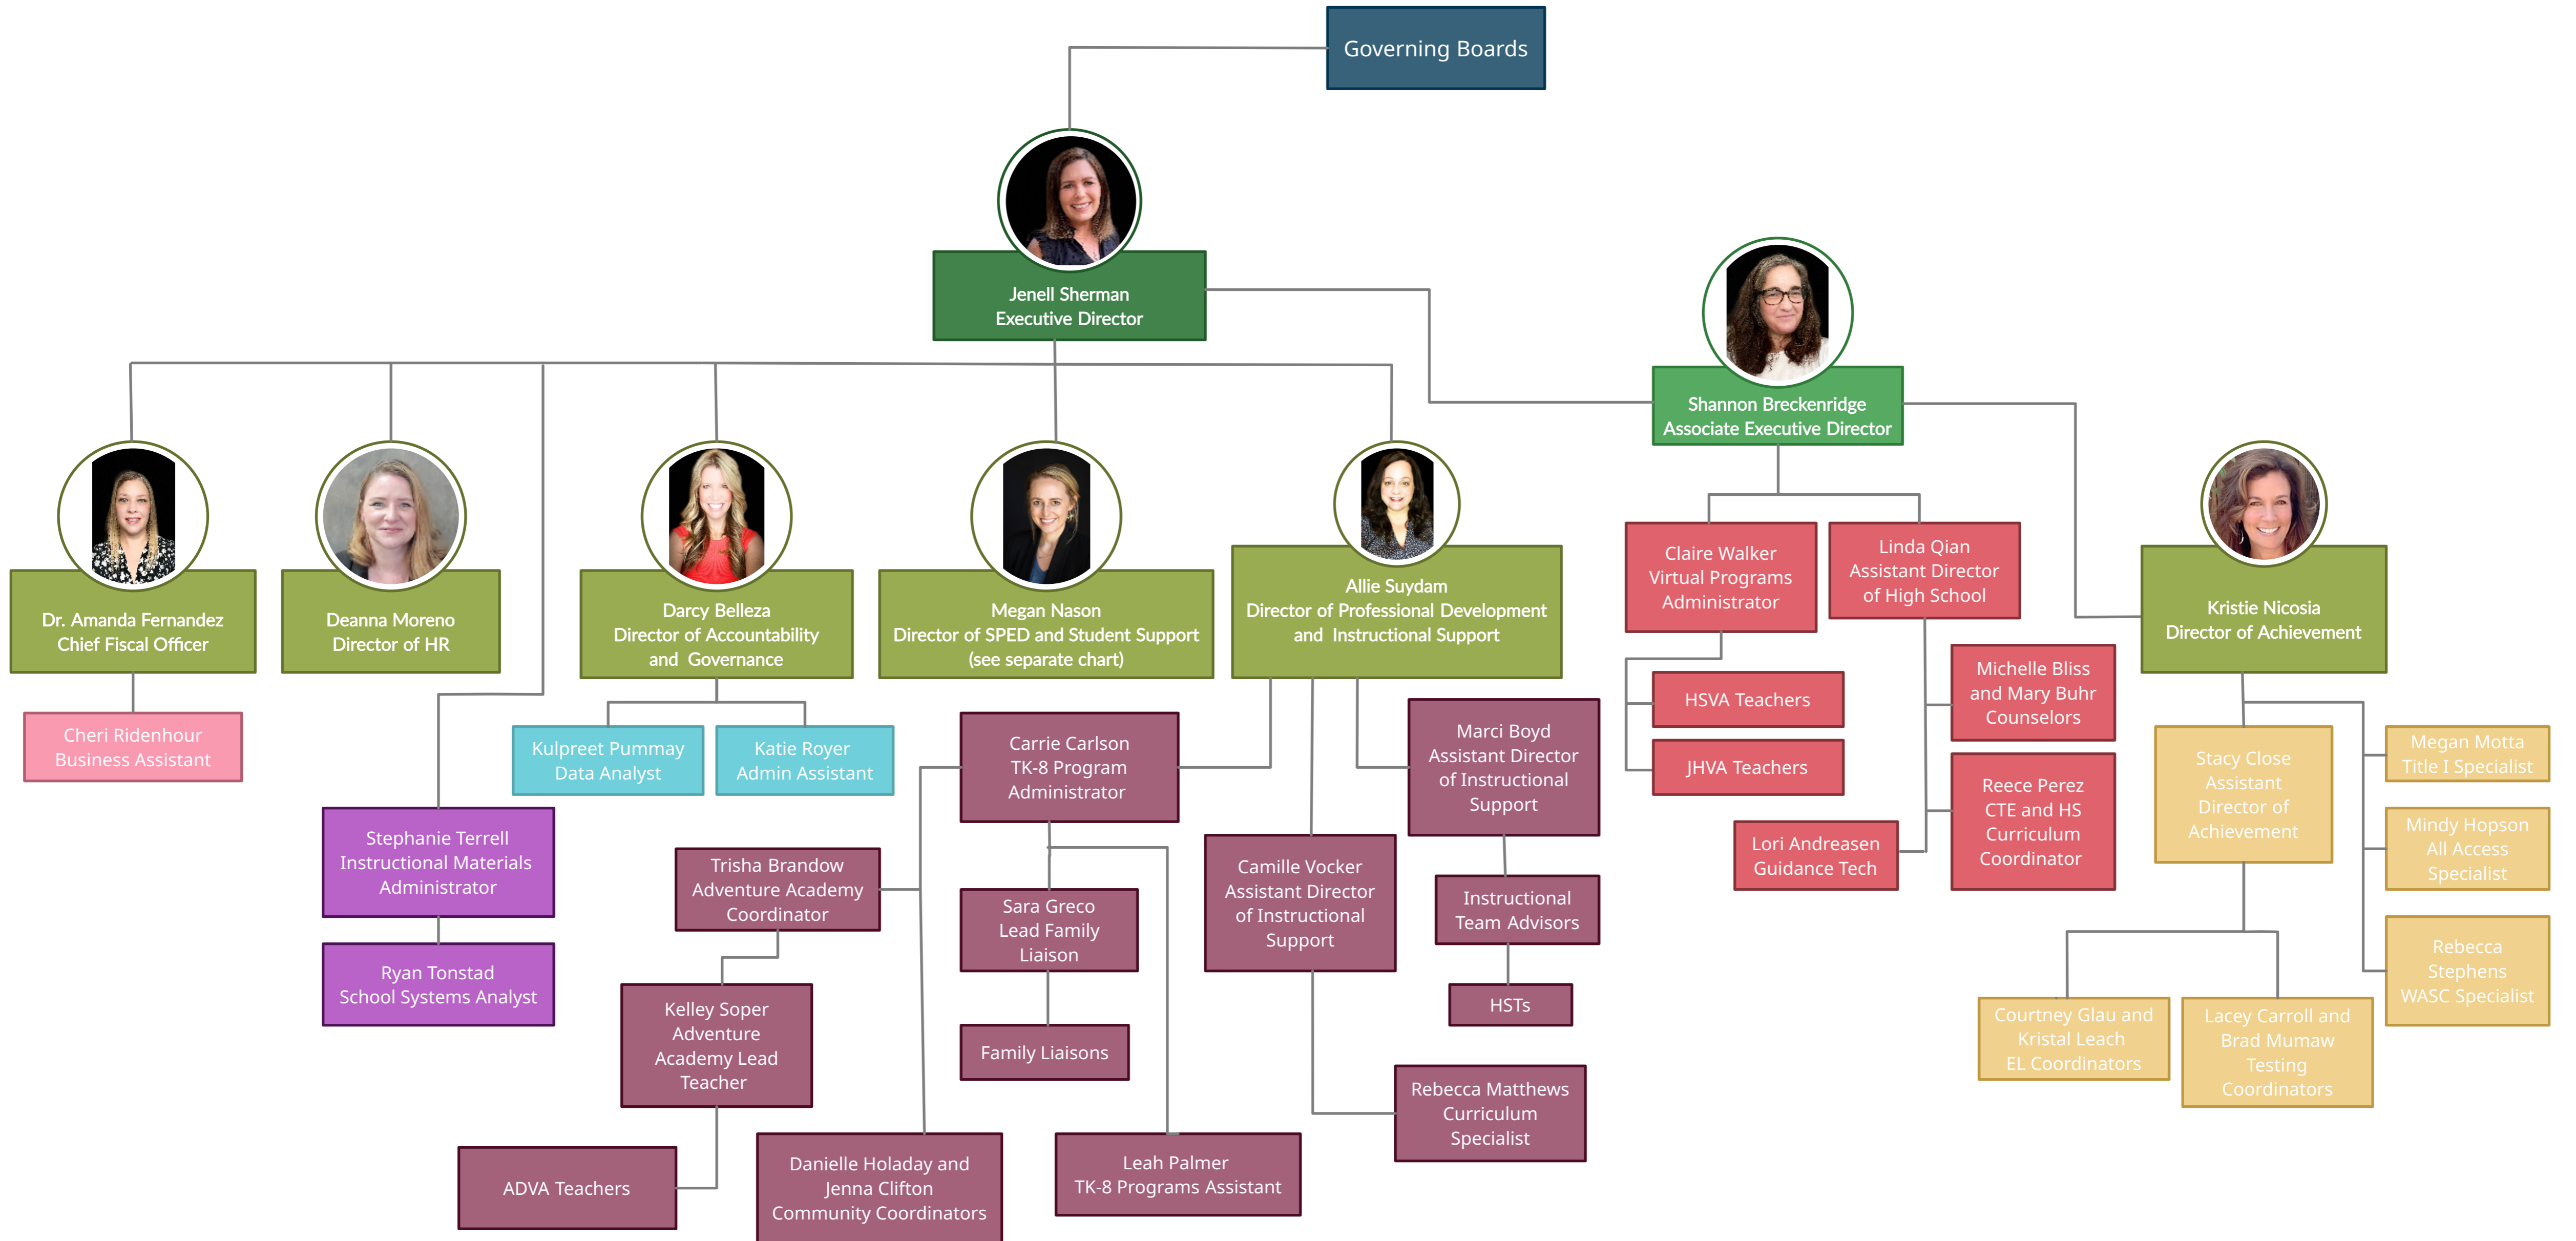 Governing Boards
Jenell Sherman
Executive Director
Shannon Breckenridge
Associate Executive Director
Dr. Amanda Fernandez
Chief Fiscal Officer
Deanna Moreno
Director of HR
Darcy Belleza
Director of Accountability
and Governance
Megan Nason
Director of SPED and Student Support
(see separate chart)
Allie Suydam
Director of Professional Development
and Instructional Support
Claire Walker
Virtual Programs
Administrator
Linda Qian
Assistant Director
of High School
Kristie Nicosia
Director of Achievement
Cheri Ridenhour
Business Assistant
Kulpreet Pummay
Data Analyst
Katie Royer
Admin Assistant
Carrie Carlson
TK-8 Program
Administrator
Marci Boyd
Assistant Director
of Instructional
Support
HSVA Teachers
JHVA Teachers
Michelle Bliss
and Mary Buhr
Counselors
Reece Perez
CTE and HS
Curriculum
Coordinator
Lori Andreasen
Guidance Tech
Stacy Close
Assistant
Director of
Achievement
Megan Motta
Title I Specialist
Mindy Hopson
All Access
Specialist
Rebecca
Stephens
WASC Specialist
Stephanie Terrell
Instructional Materials
Administrator
Ryan Tonstad
School Systems Analyst
Trisha Brandow
Adventure Academy
Coordinator
Sara Greco
Lead Family
Liaison
Camille Vocker
Assistant Director
of Instructional
Support
Instructional
Team Advisors
HSTs
Kelley Soper
Adventure
Academy Lead
Teacher
Family Liaisons
Rebecca Matthews
Curriculum
Specialist
Courtney Glau and
Kristal Leach
EL Coordinators
Lacey Carroll and
Brad Mumaw
Testing
Coordinators
ADVA Teachers
Danielle Holaday and
Jenna Clifton
Community Coordinators
Leah Palmer
TK-8 Programs Assistant